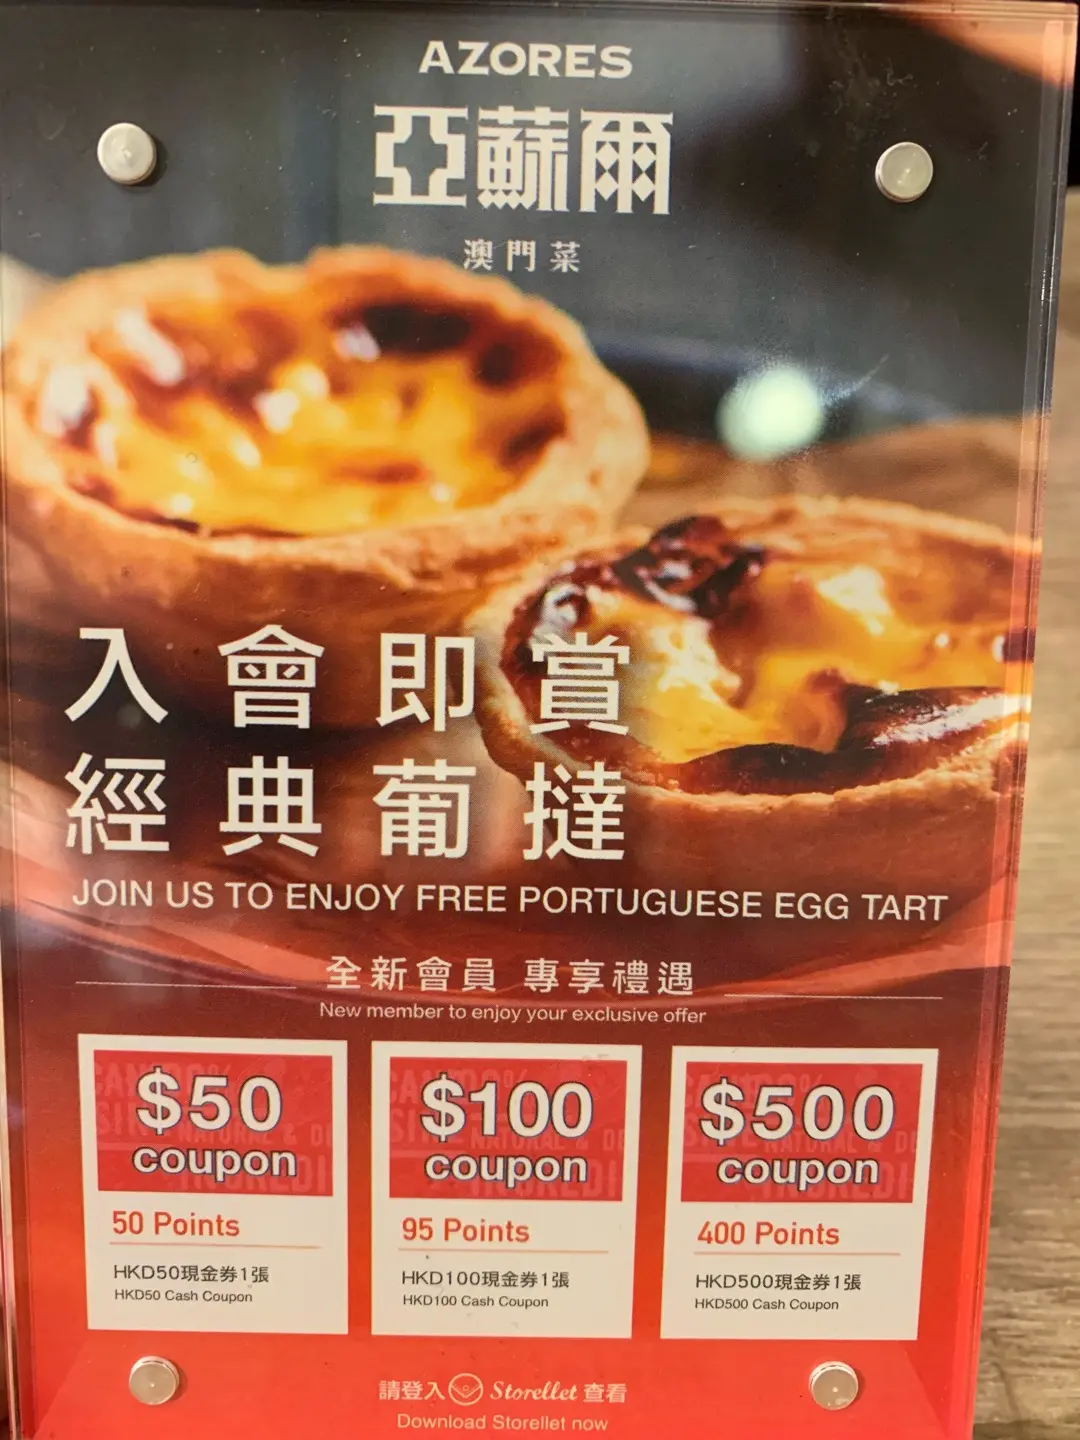 AZORES
亞蘇爾
澳門菜
入會即賞
經典葡撻
JOIN US TO ENJOY FREE PORTUGUESE EGG TART
全新會員 專享禮遇
New member to enjoy your exclusive offer
$50
coupon
50 Points
HKD50現金券1張
HKD50 Cash Coupon
$100
coupon
95 Points
HKD100現金券1張
HKD100 Cash Coupon
$500
coupon
400 Points
HKD500現金券1張
HKD500 Cash Coupon
請登入 Storellet 查看
Download Storellet now